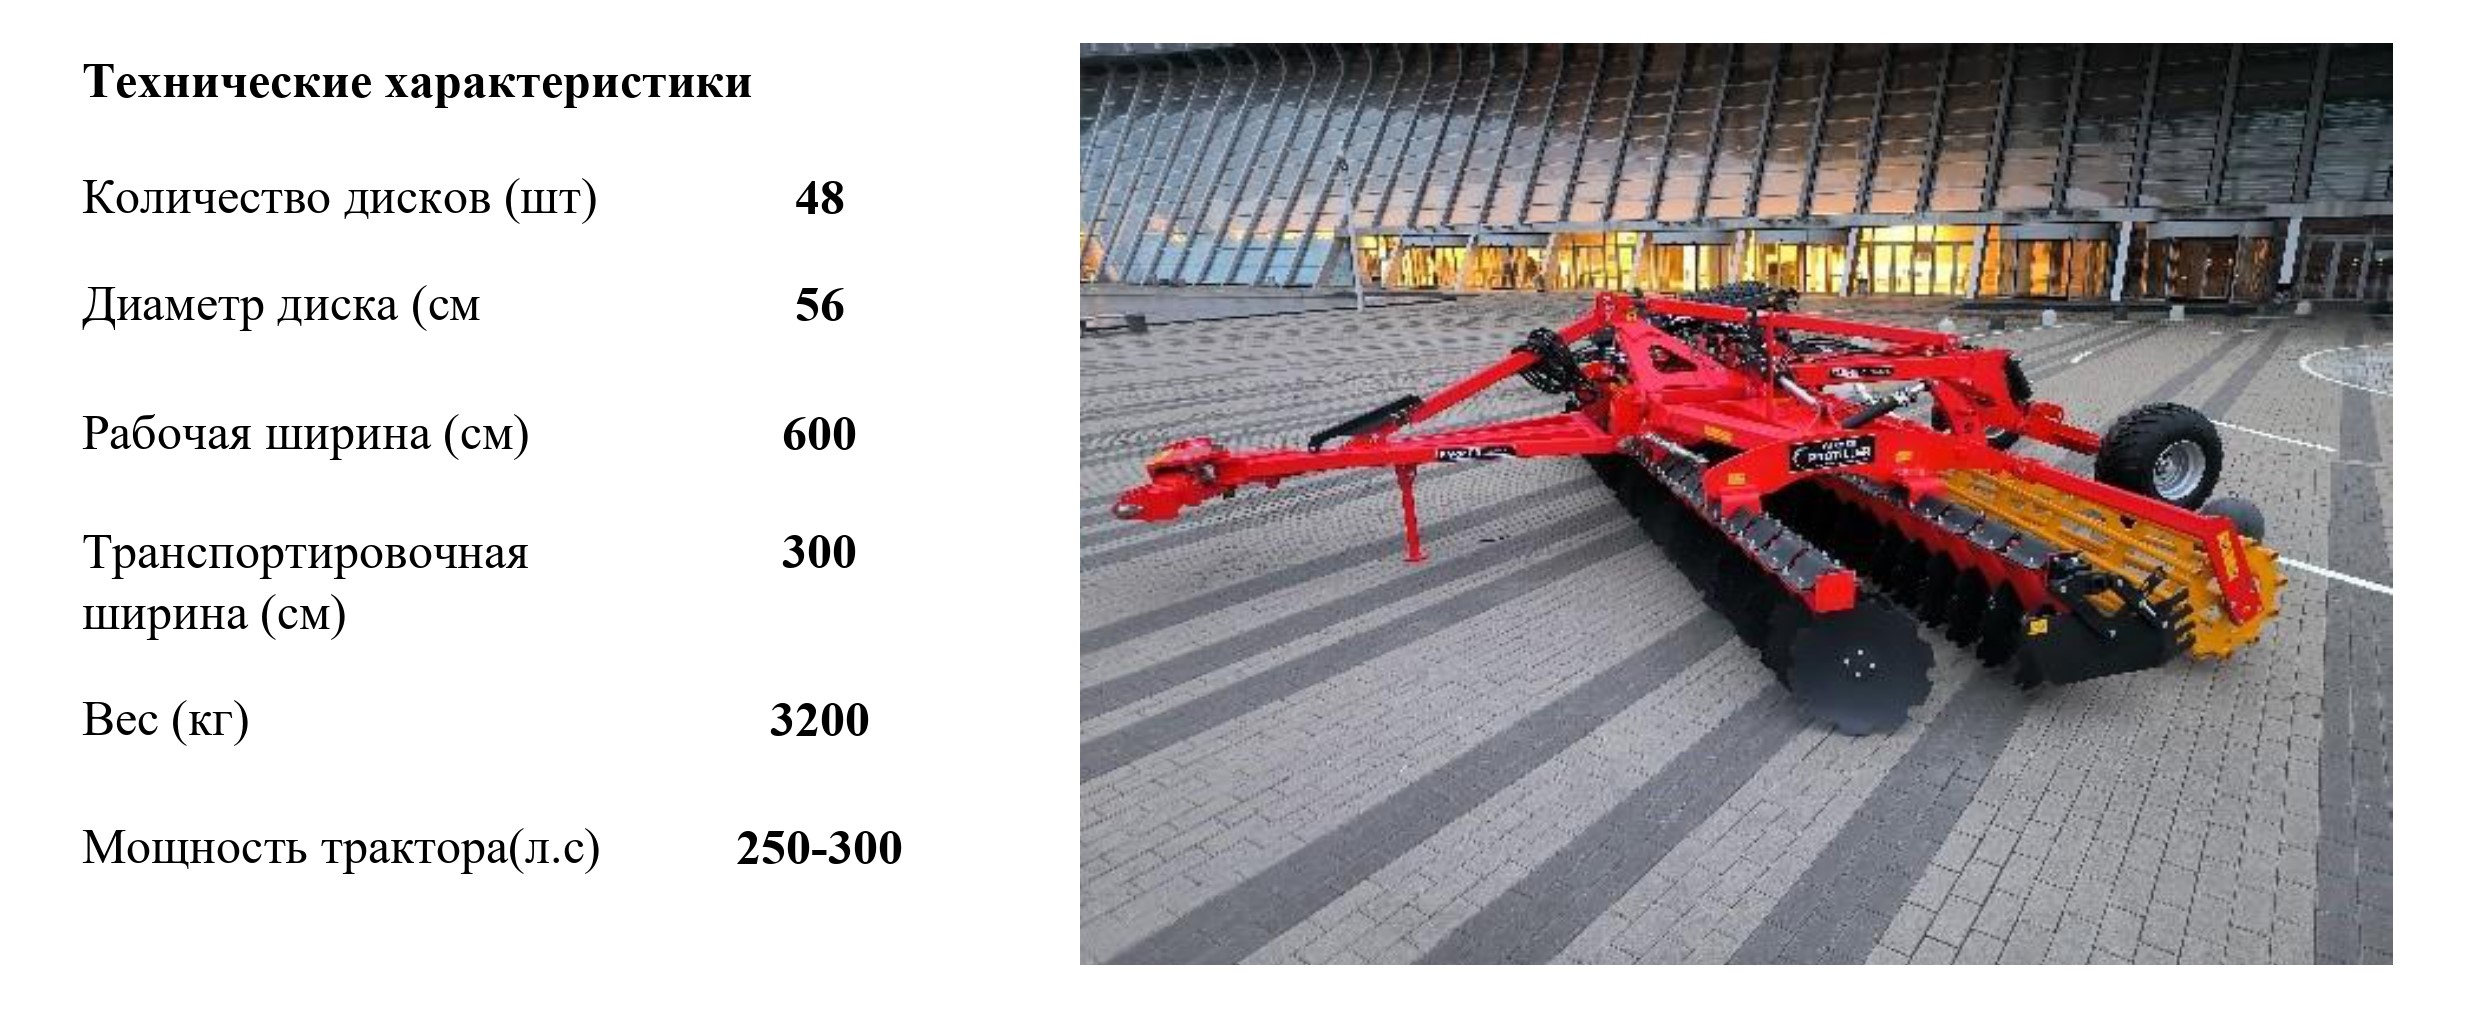 Технические характеристики
Количество дисков (шт) 48
Диаметр диска (см 56
Рабочая ширина (см) 600
Транспортировочная 300
ширина (см)
Вес (кг) 3200
Мощность трактора(л.с) 250-300